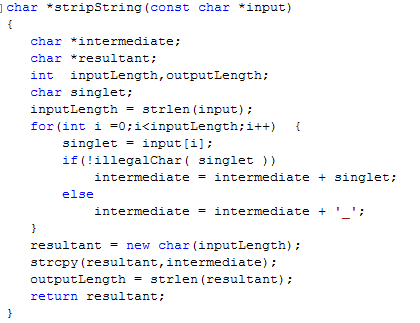 char *stripString(const char *input)
{
    char *intermediate;
    char *resultant;
    int  inputLength,outputLength;
    char singlet;
    inputLength = strlen(input);
    for(int i =0;i<inputLength;i++)  {
        singlet = input[i];
        if(!illegalChar( singlet ))
            intermediate = intermediate + singlet;
        else
            intermediate = intermediate + '_';
    }
    resultant = new char(inputLength);
    strcpy(resultant,intermediate);
    outputLength = strlen(resultant);
    return resultant;
}